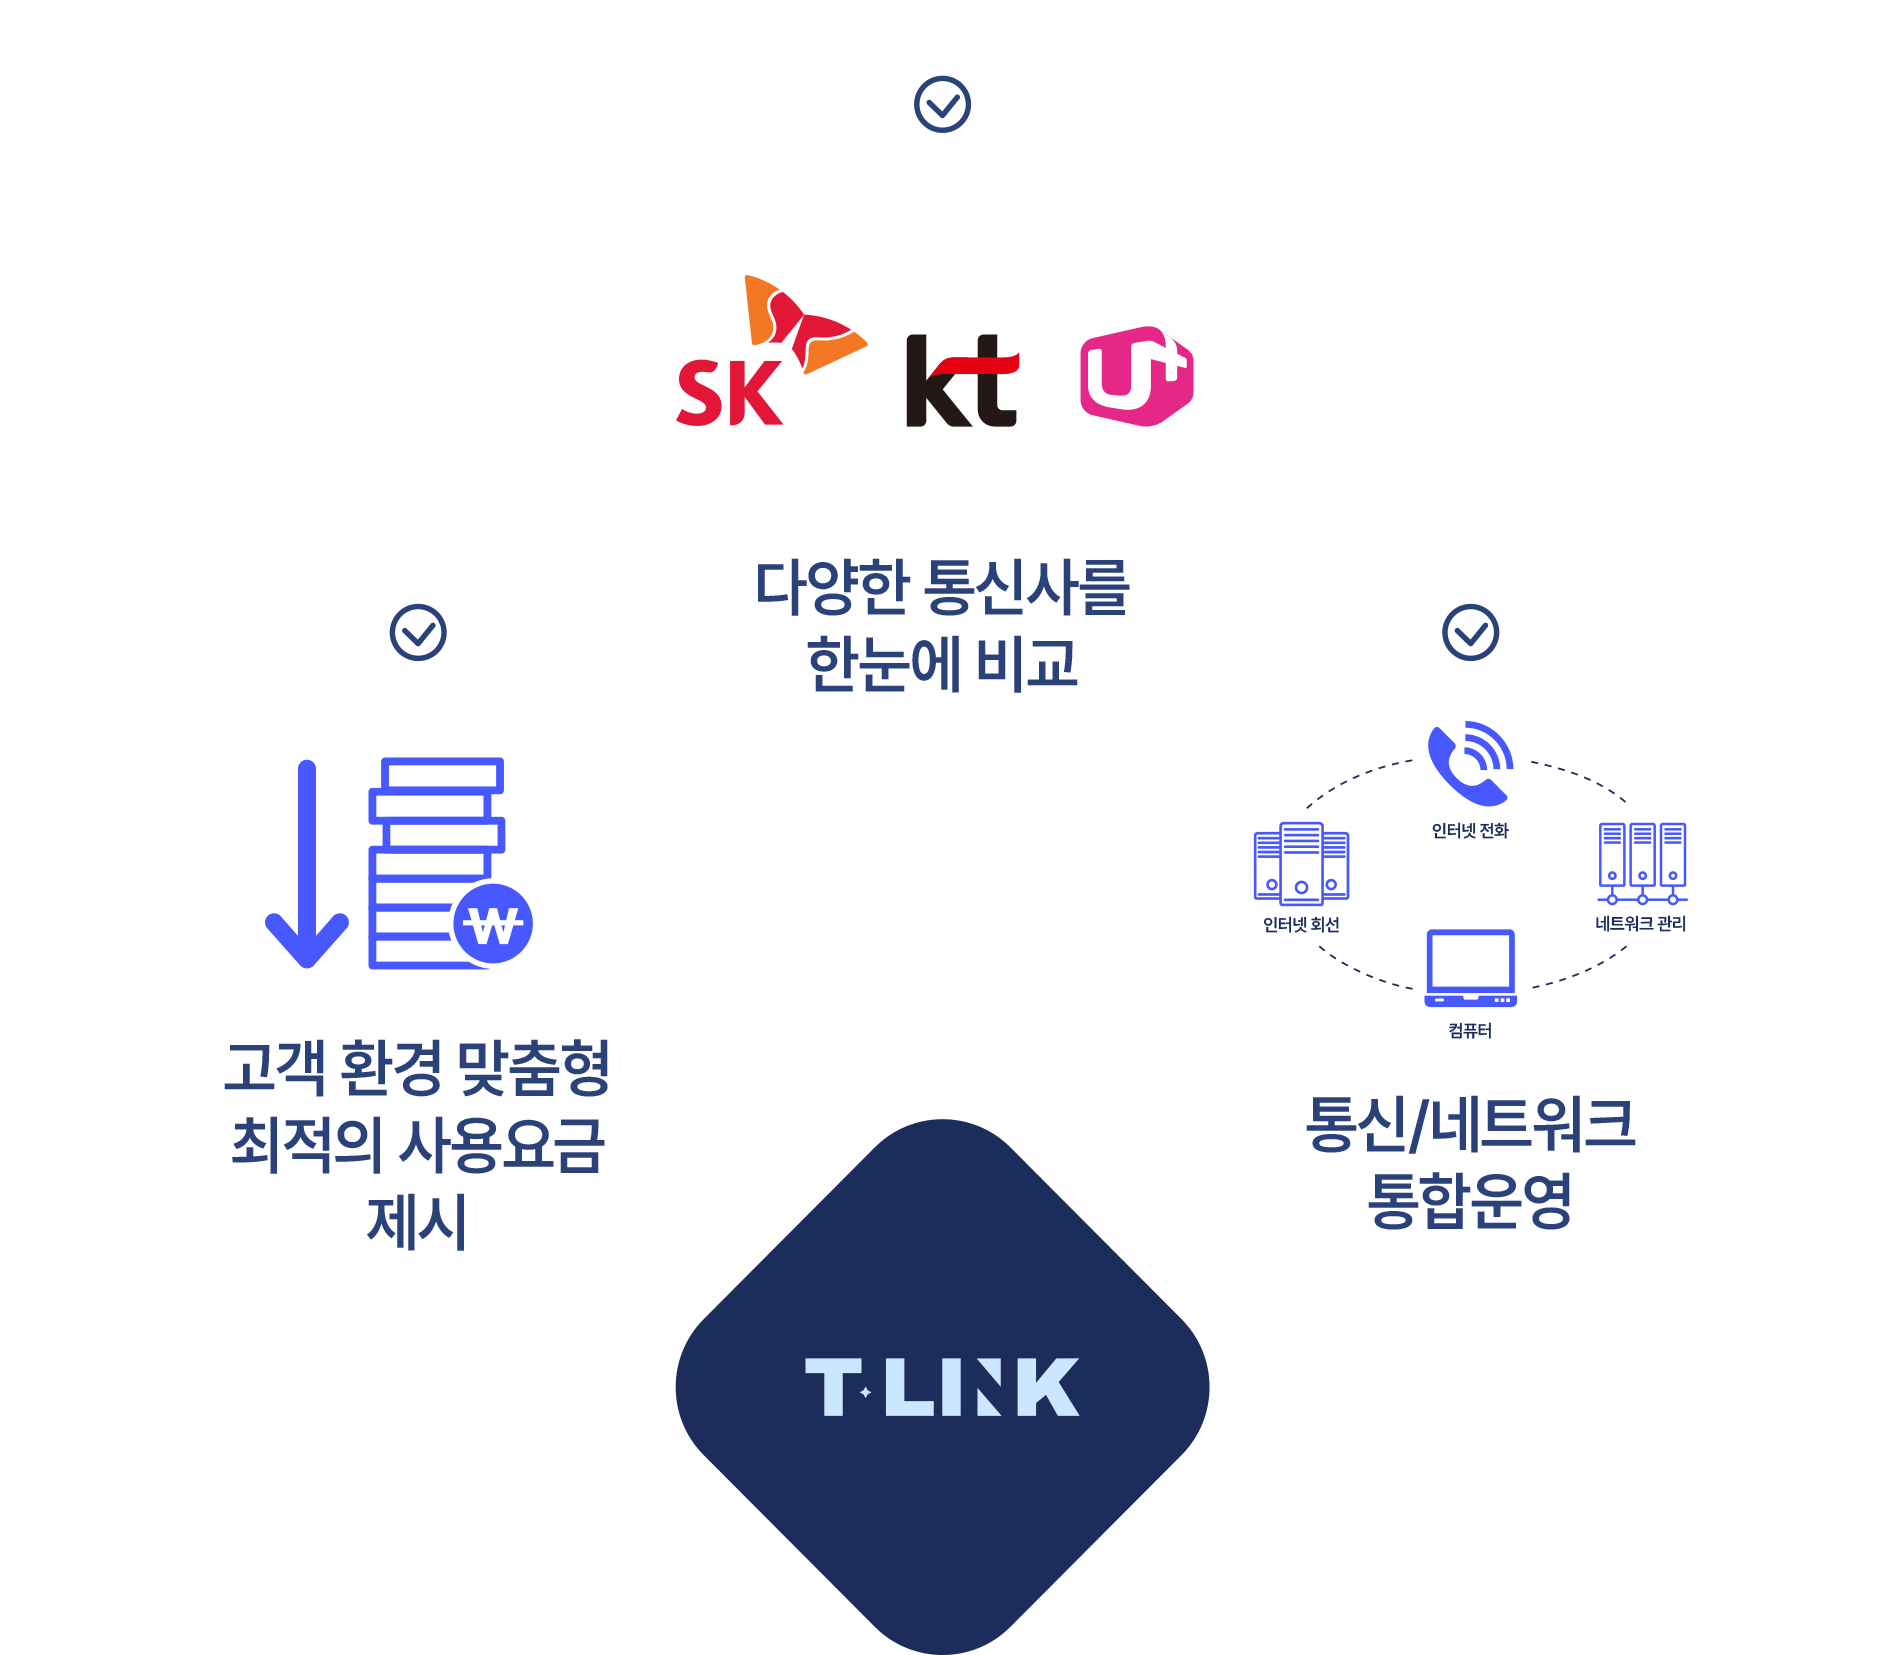 SK kt U+
다양한 통신사를
한눈에 비교
₩
고객 환경 맞춤형
최적의 사용요금
제시
인터넷 전화
인터넷 회선
네트워크 관리
컴퓨터
통신/네트워크
통합운영
T·LINK